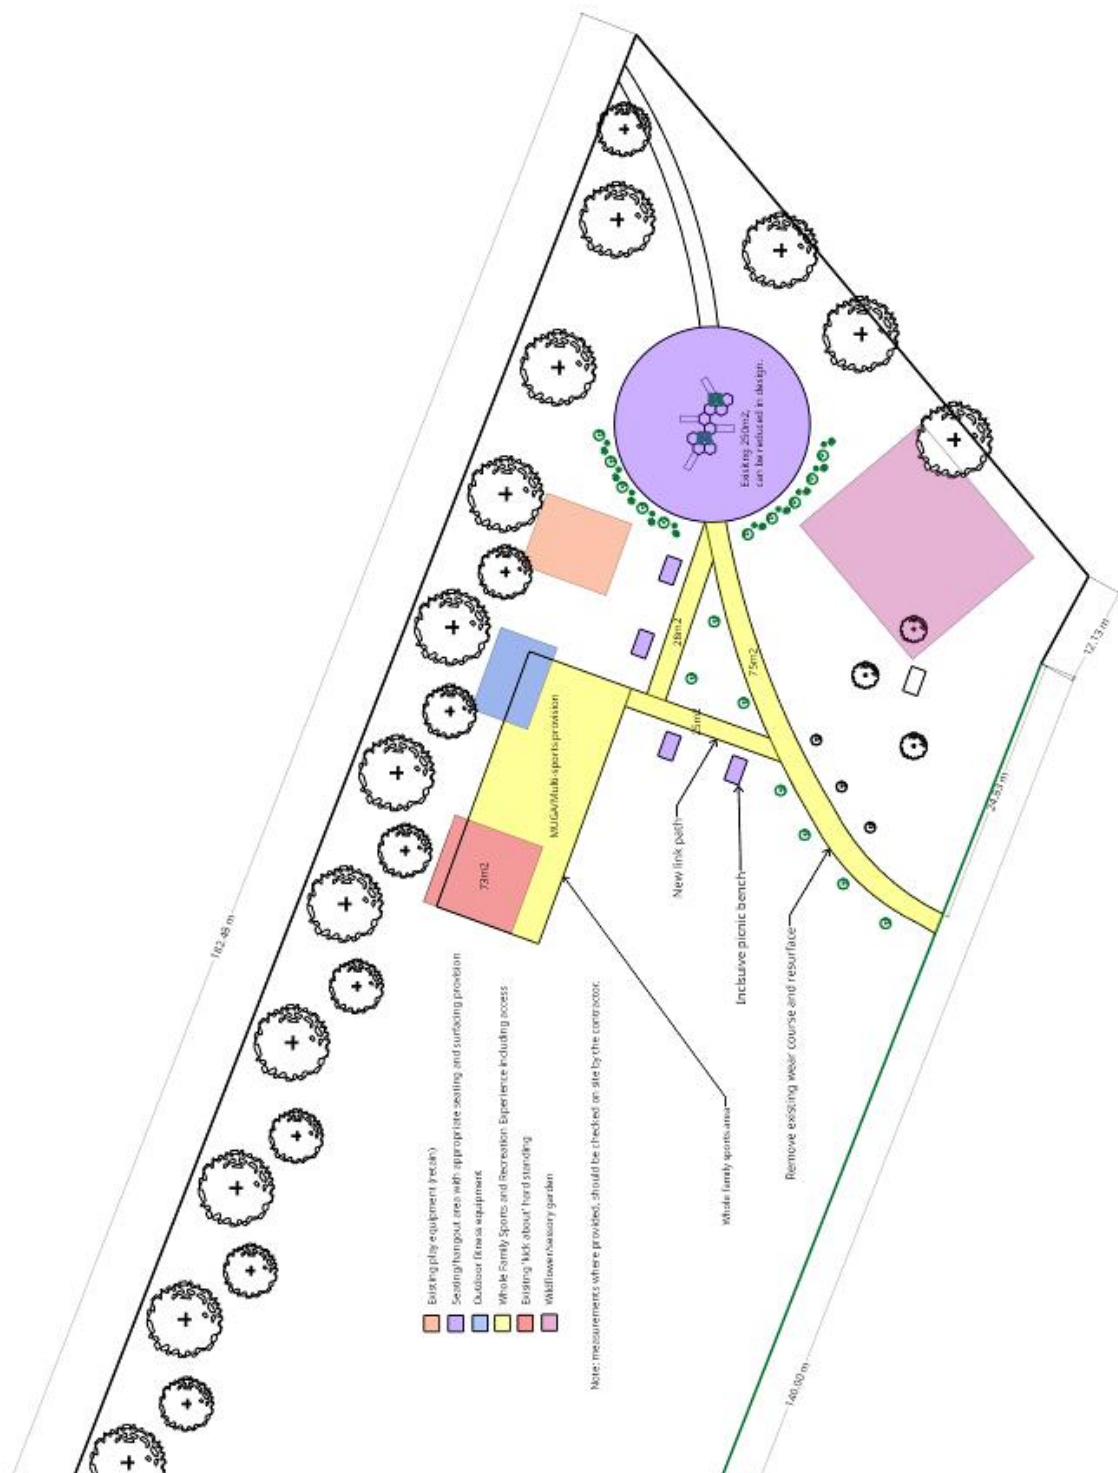 Existing play equipment (retain)
Seating/hangout area with appropriate seating and surfacing provision
Outdoor fitness equipment
Whole Family Sports and Recreation Experience including access
Existing 'kick about' hard standing
Wildflower/sensory garden
Note: measurements where provided, should be checked on site by the contractor.
182.48 m
73m2
MUGA/Multi-sports provision
28m2
New link path
Inclsuive picnic bench
Whole family sports area
Exisitng 250m2,
can be reduced in design.
75m2
Remove existing wear course and resurface
140.00 m
24.83 m
12.13 m